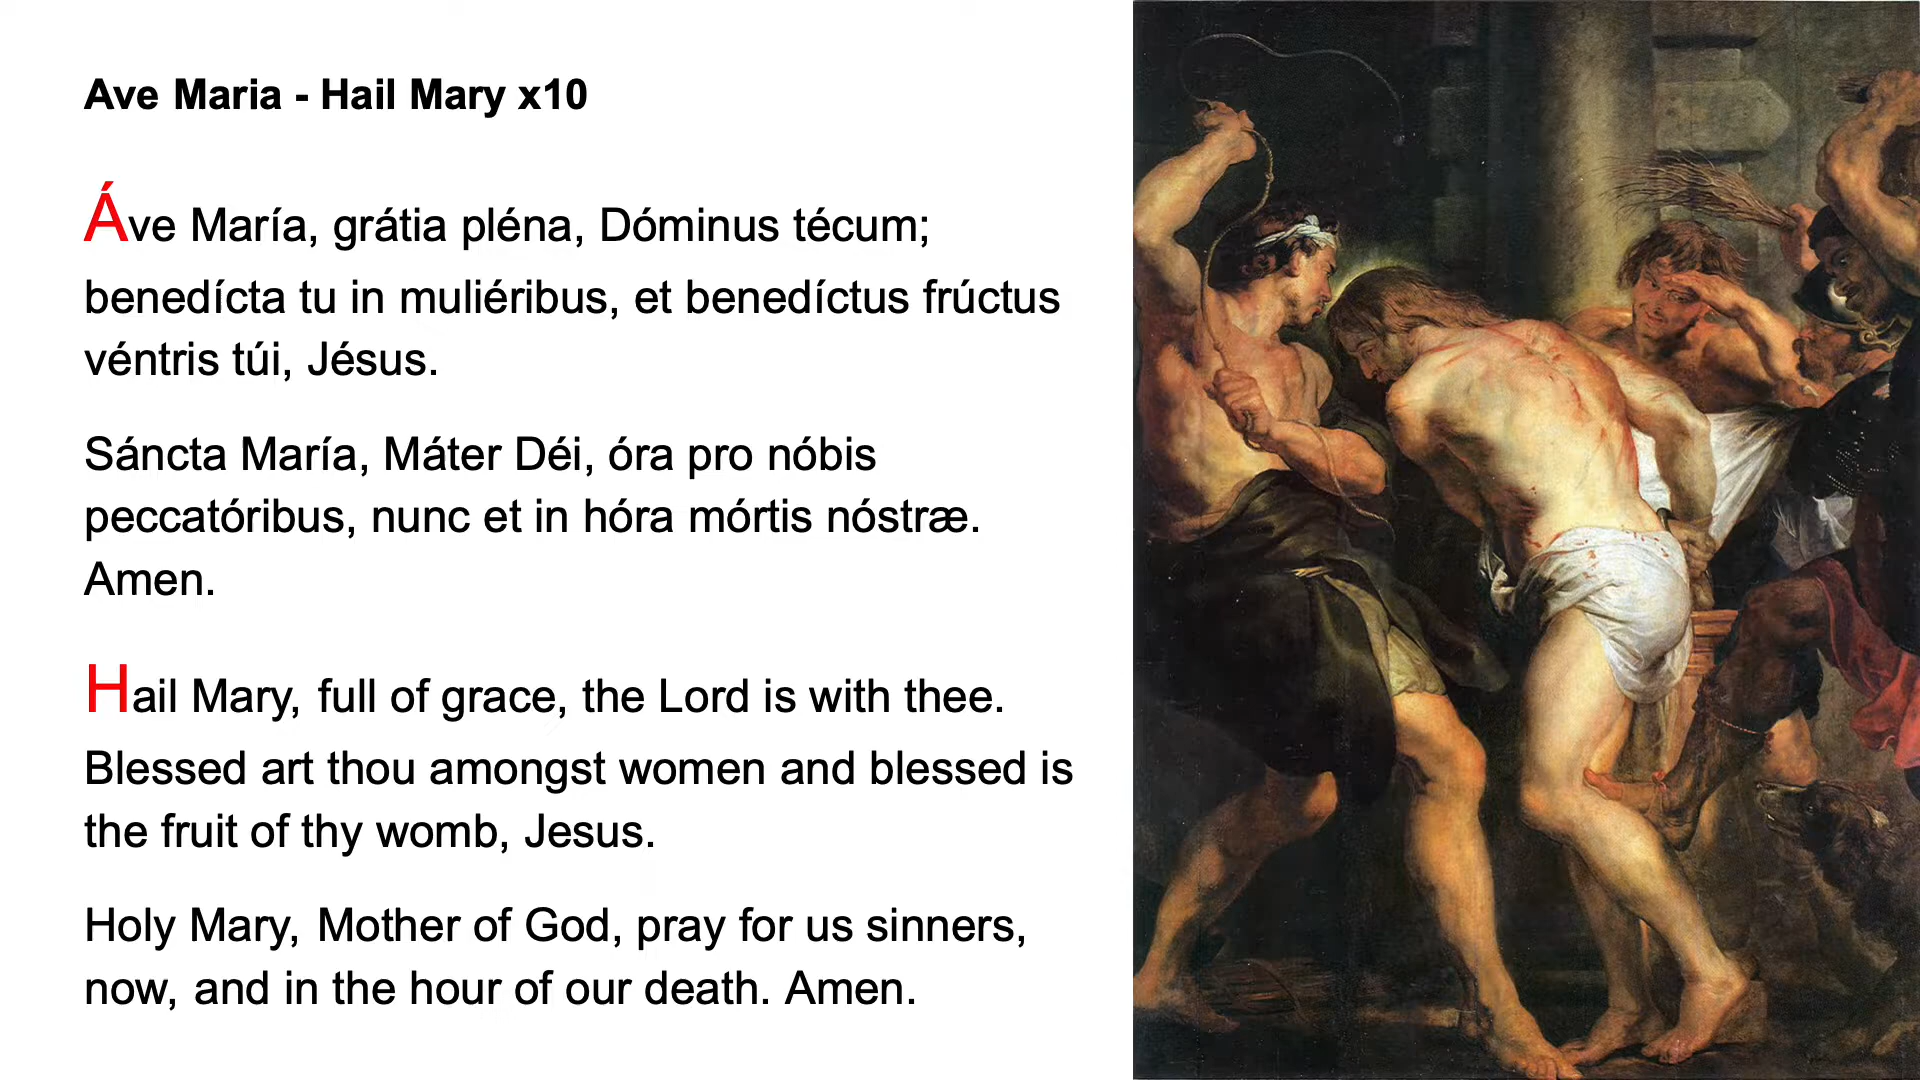 Ave Maria - Hail Mary x10
Áve María, grátia pléna, Dóminus técum;
benedícta tu in muliéribus, et benedíctus frúctus
véntris túi, Jésus.
Sáncta María, Máter Déi, óra pro nóbis
peccatóribus, nunc et in hóra mórtis nóstræ.
Amen.
Hail Mary, full of grace, the Lord is with thee.
Blessed art thou amongst women and blessed is
the fruit of thy womb, Jesus.
Holy Mary, Mother of God, pray for us sinners,
now, and in the hour of our death. Amen.